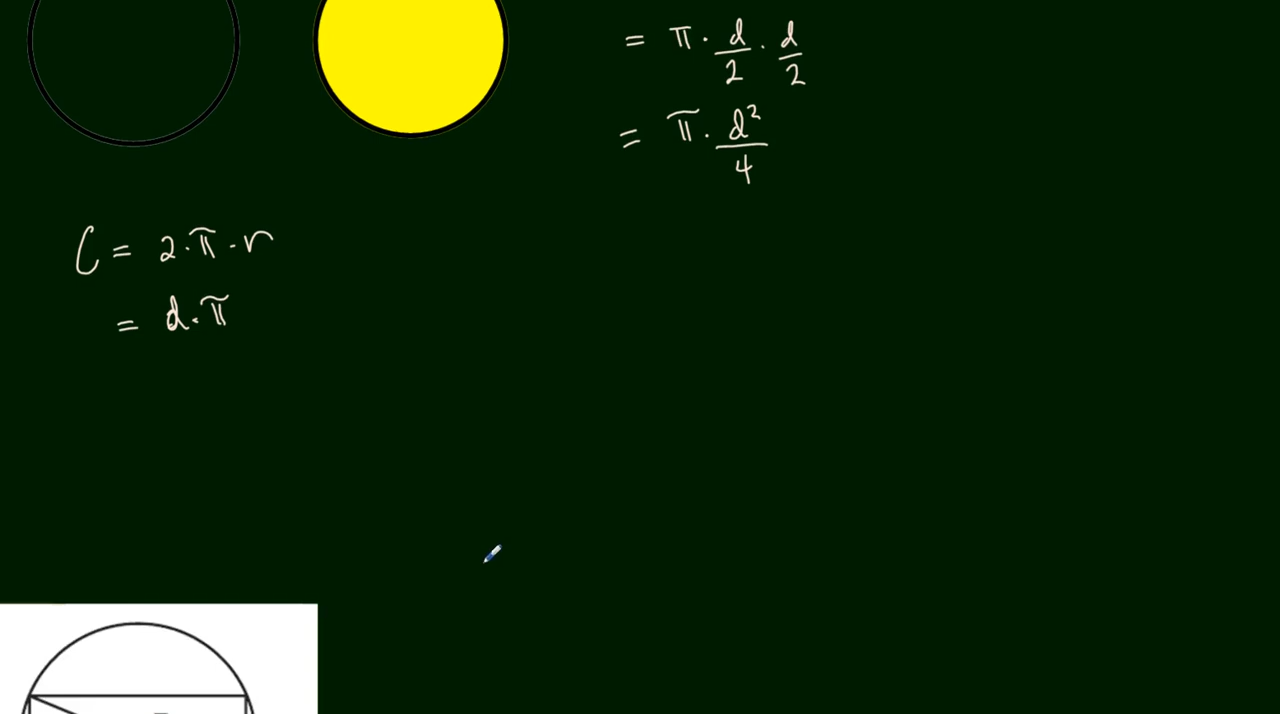 = π · d/2 · d/2
= π · d²/4
C = 2 · π · r
= d · π